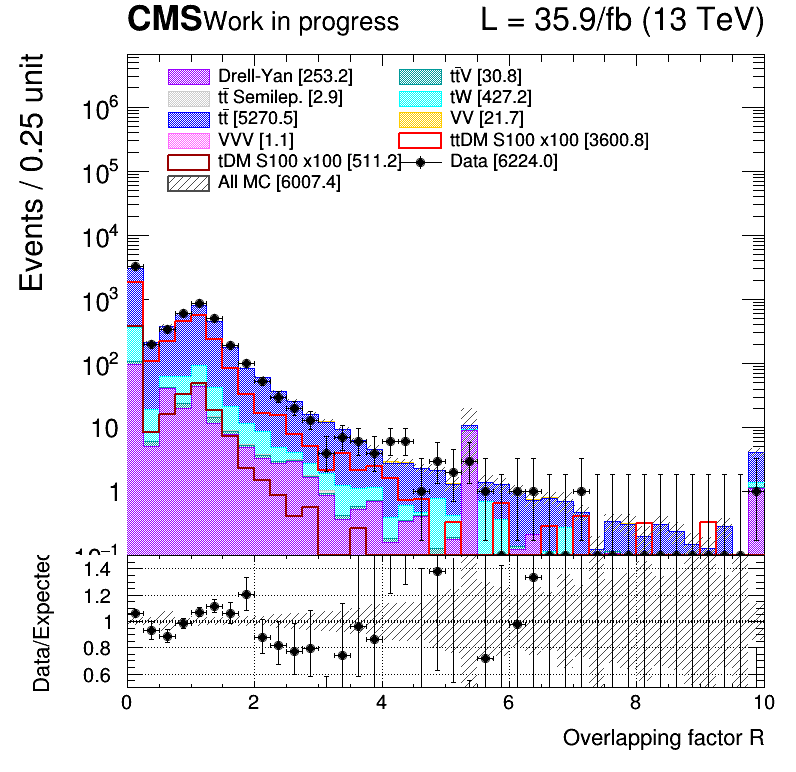 CMS Work in progress L = 35.9/fb (13 TeV)
Events / 0.25 unit
Drell-Yan [253.2]
tt̄ Semilep. [2.9]
tt̄ [5270.5]
VVV [1.1]
tDM S100 x100 [511.2]
All MC [6007.4]
tt̄V [30.8]
tW [427.2]
VV [21.7]
ttDM S100 x100 [3600.8]
Data [6224.0]
10⁶
10⁵
10⁴
10³
10²
10
1
10⁻¹
Data/Expected
1.4
1.2
1
0.8
0.6
0 2 4 6 8 10
Overlapping factor R